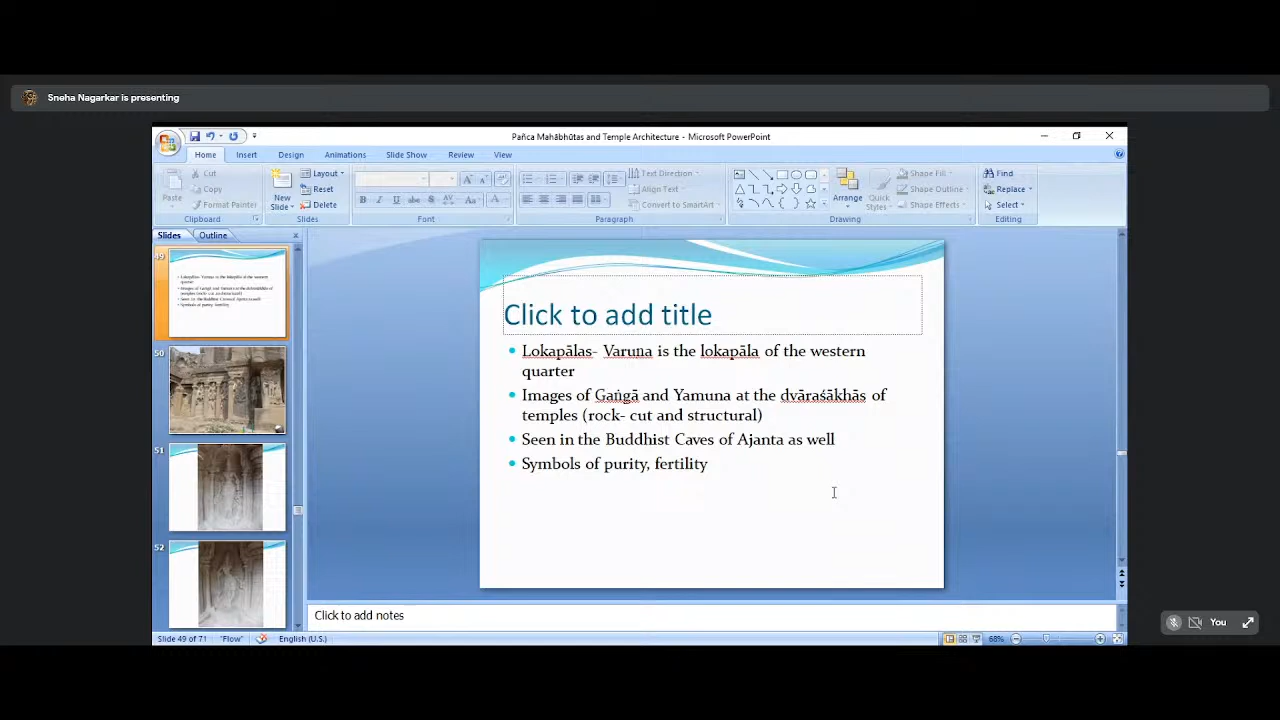 Sneha Nagarkar is presenting
Pañca Mahābhūtas and Temple Architecture - Microsoft PowerPoint
Home Insert Design Animations Slide Show Review View
Paste
Cut
Copy
Format Painter
Clipboard
New Slide
Layout
Reset
Delete
Slides
Font
Text Direction
Align Text
Convert to SmartArt
Paragraph
Arrange
Quick Styles
Shape Fill
Shape Outline
Shape Effects
Drawing
Find
Replace
Select
Editing
Slides Outline
49
50
51
52
Click to add title
Lokapālas- Varuṇa is the lokapāla of the western
quarter
Images of Gaṅgā and Yamuna at the dvāraśākhās of
temples (rock- cut and structural)
Seen in the Buddhist Caves of Ajanta as well
Symbols of purity, fertility
Click to add notes
Slide 49 of 71 "Flow" English (U.S.) 68%
You